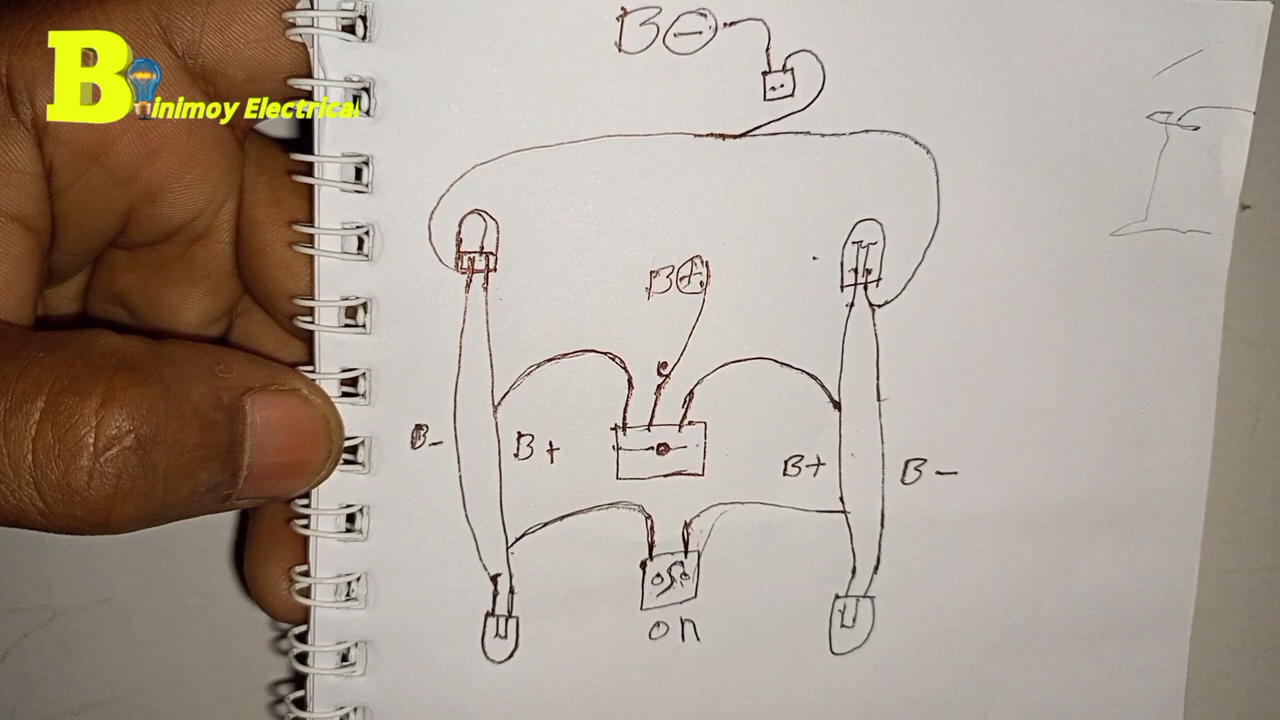 Binimoy Electrical
B⊖
B⊕
B-
B+
B+
B-
on